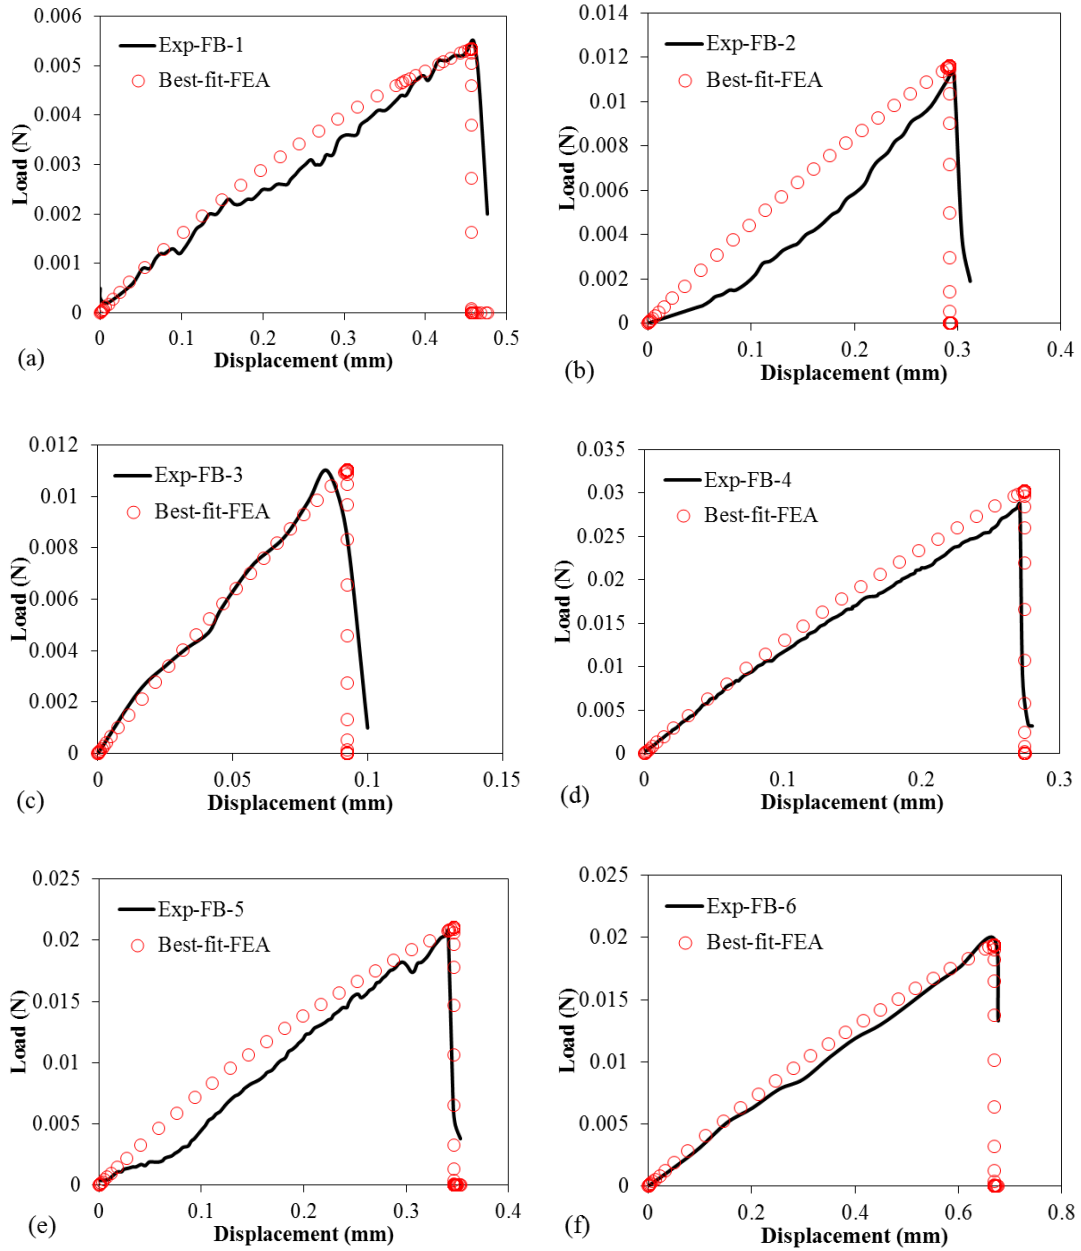 0.006
0.005
0.004
0.003
0.002
0.001
0
Load (N)
Exp-FB-1
Best-fit-FEA
0 0.1 0.2 0.3 0.4 0.5
Displacement (mm)
(a)
0.014
0.012
0.01
0.008
0.006
0.004
0.002
0
Load (N)
Exp-FB-2
Best-fit-FEA
0 0.1 0.2 0.3 0.4
Displacement (mm)
(b)
0.012
0.01
0.008
0.006
0.004
0.002
0
Load (N)
Exp-FB-3
Best-fit-FEA
0 0.05 0.1 0.15
Displacement (mm)
(c)
0.035
0.03
0.025
0.02
0.015
0.01
0.005
0
Load (N)
Exp-FB-4
Best-fit-FEA
0 0.1 0.2 0.3
Displacement (mm)
(d)
0.025
0.02
0.015
0.01
0.005
0
Load (N)
Exp-FB-5
Best-fit-FEA
0 0.1 0.2 0.3 0.4
Displacement (mm)
(e)
0.025
0.02
0.015
0.01
0.005
0
Load (N)
Exp-FB-6
Best-fit-FEA
0 0.2 0.4 0.6 0.8
Displacement (mm)
(f)